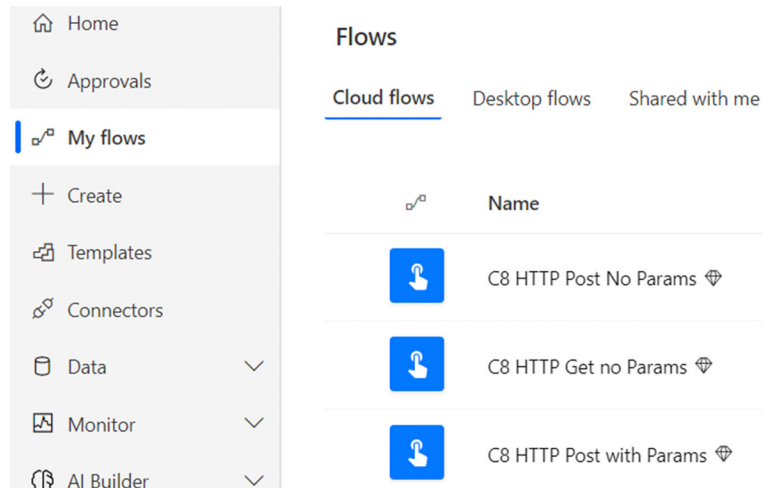 Home
Approvals
My flows
Create
Templates
Connectors
Data
Monitor
AI Builder
Flows
Cloud flows Desktop flows Shared with me
Name
C8 HTTP Post No Params
C8 HTTP Get no Params
C8 HTTP Post with Params